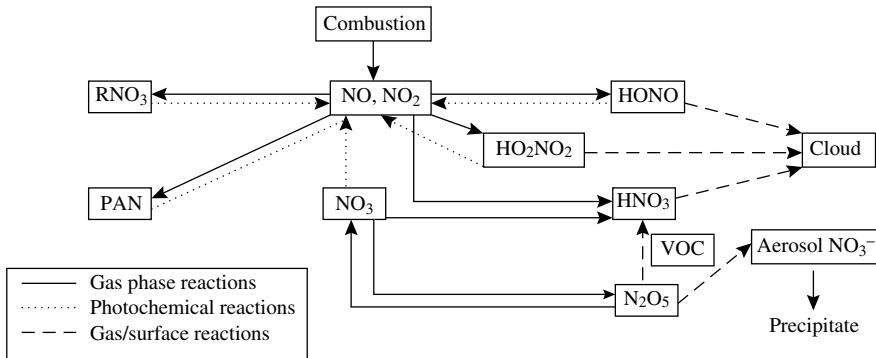 Combustion
RNO₃
NO, NO₂
HONO
HO₂NO₂
Cloud
PAN
NO₃
HNO₃
VOC
Aerosol NO₃⁻
N₂O₅
Precipitate
Gas phase reactions
Photochemical reactions
Gas/surface reactions